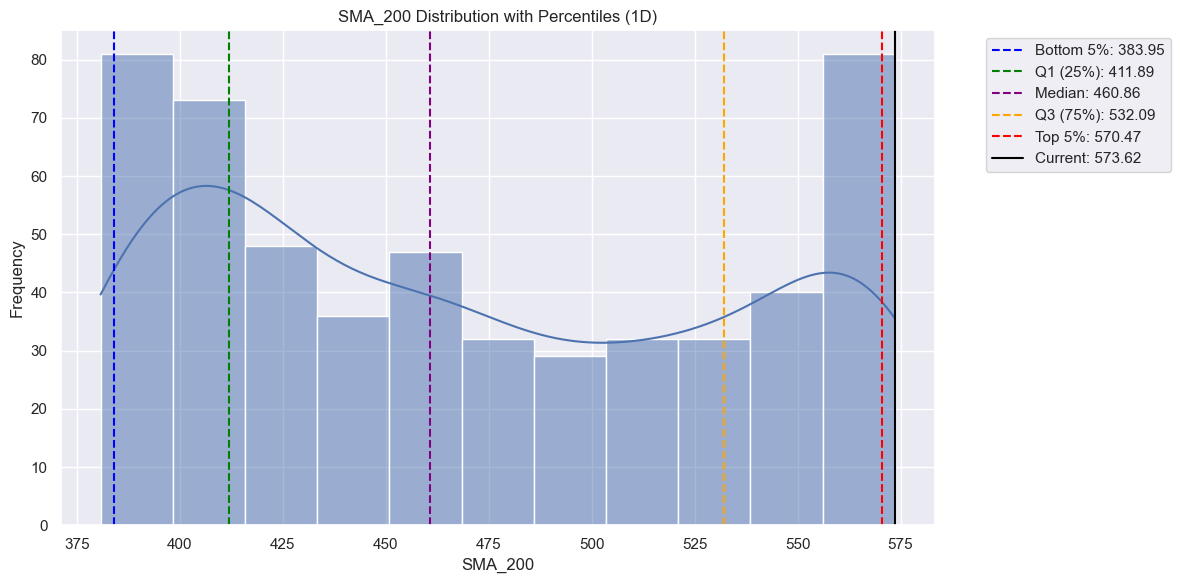 SMA_200 Distribution with Percentiles (1D)
Bottom 5%: 383.95
Q1 (25%): 411.89
Median: 460.86
Q3 (75%): 532.09
Top 5%: 570.47
Current: 573.62
Frequency
80
70
60
50
40
30
20
10
0
375 400 425 450 475 500 525 550 575
SMA_200